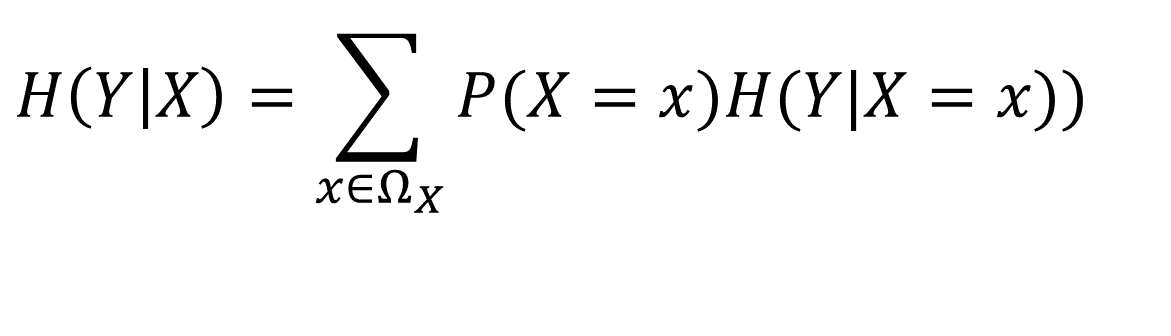 H(Y|X) = ∑ P(X = x)H(Y|X = x))
x∈Ω_X